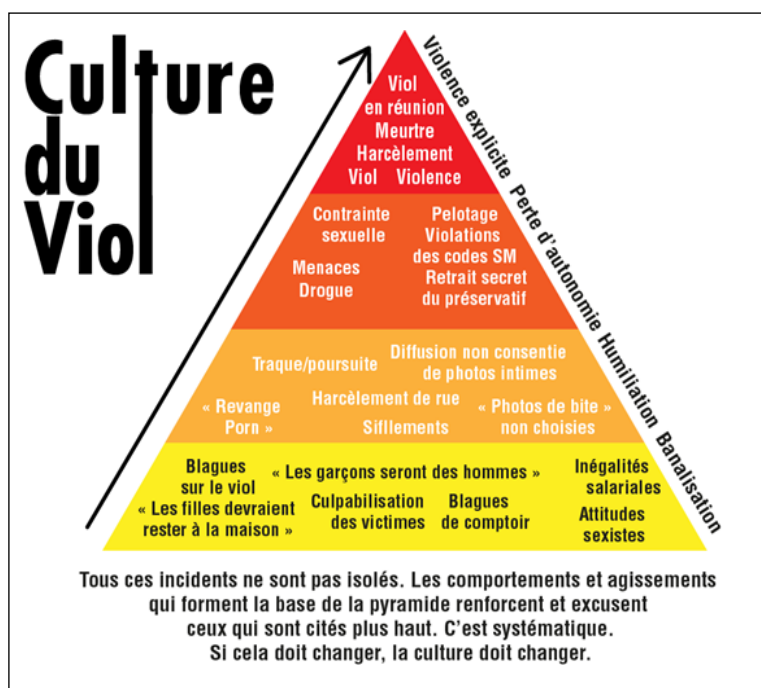 Culture
du
Viol
Violence explicite
Perte d'autonomie
Humiliation
Banalisation
Viol
en réunion
Meurtre
Harcèlement
Viol Violence
Contrainte
sexuelle
Pelotage
Violations
des codes SM
Menaces
Drogue
Retrait secret
du préservatif
Traque/poursuite
Diffusion non consentie
de photos intimes
« Revange
Porn »
Harcèlement de rue
Sifllements
« Photos de bite »
non choisies
Blagues
sur le viol
« Les garçons seront des hommes »
Inégalités
salariales
« Les filles devraient
rester à la maison »
Culpabilisation
des victimes
Blagues
de comptoir
Attitudes
sexistes
Tous ces incidents ne sont pas isolés. Les comportements et agissements
qui forment la base de la pyramide renforcent et excusent
ceux qui sont cités plus haut. C'est systématique.
Si cela doit changer, la culture doit changer.